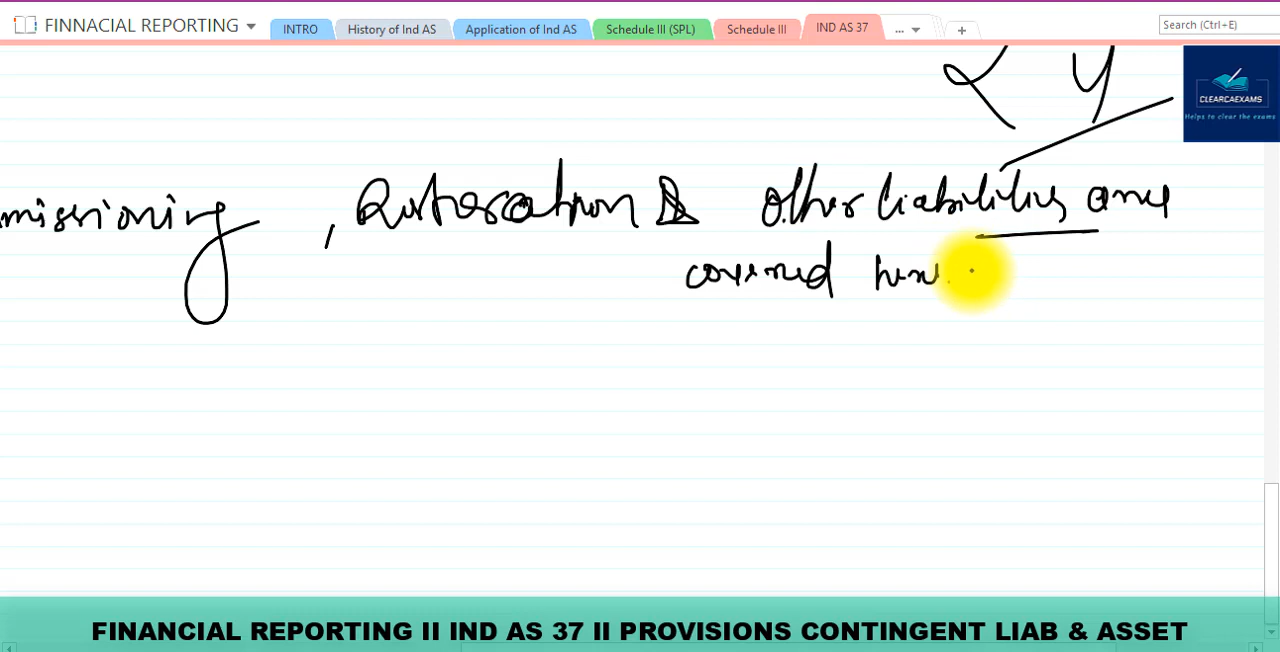 FINNACIAL REPORTING
INTRO
History of Ind AS
Application of Ind AS
Schedule III (SPL)
Schedule III
IND AS 37
...
+
Search (Ctrl+E)
CLEARCAEXAMS
Helps to clear the exams
missioning, Restoration & other liabilities are
covered here.
FINANCIAL REPORTING II IND AS 37 II PROVISIONS CONTINGENT LIAB & ASSET